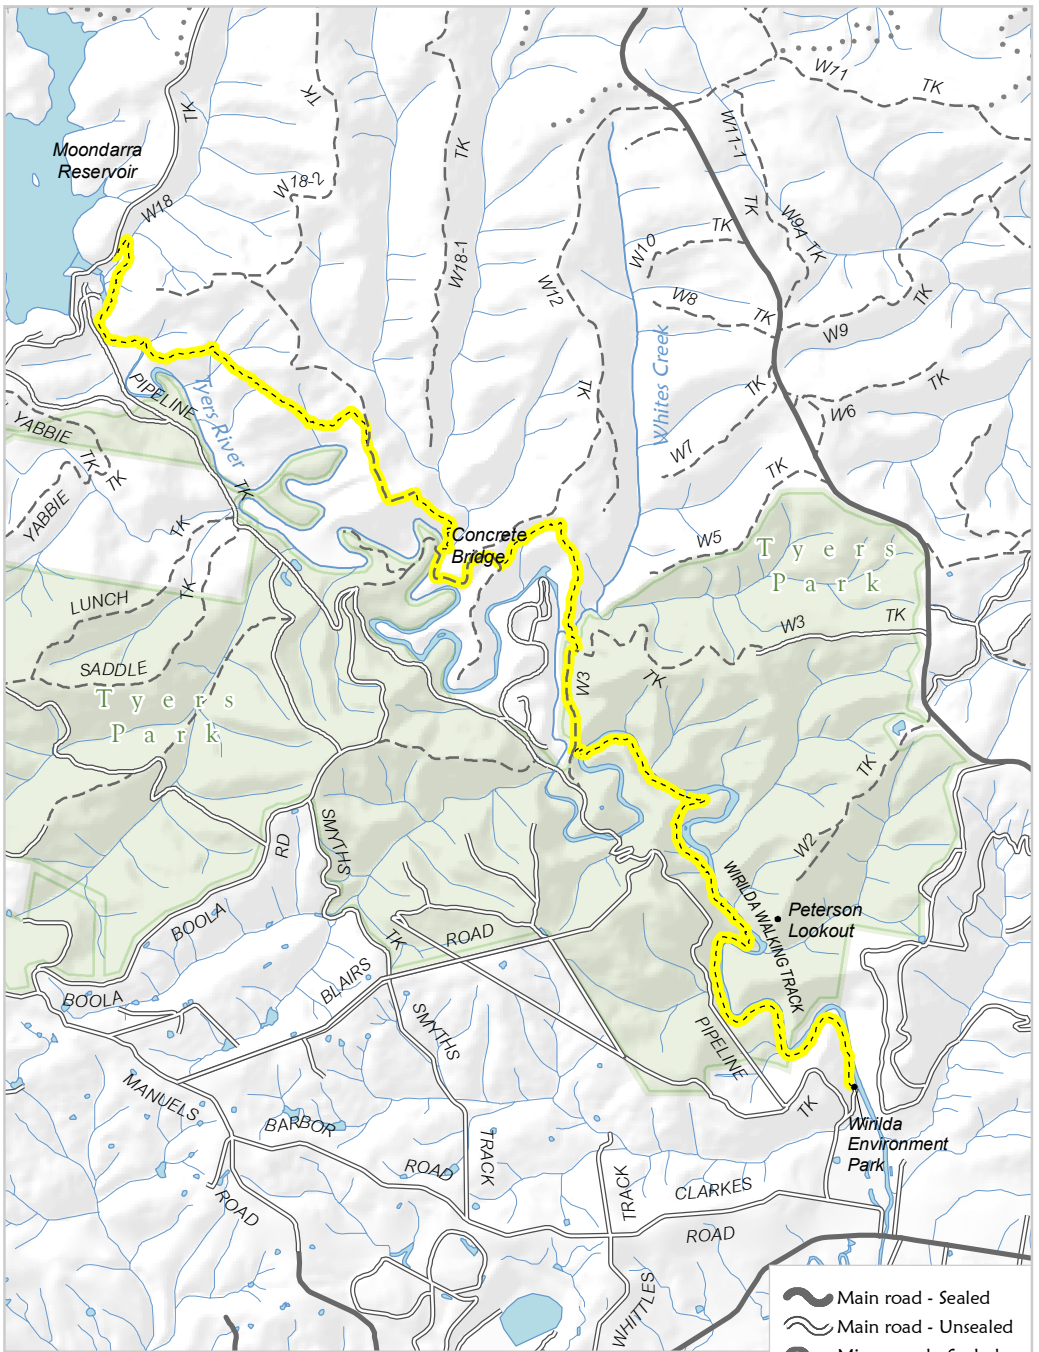 W11
TK
TK
TK
W11-1
TK
Moondarra
Reservoir
W18-2
W18
TK
W9A TK
TK
W10
W18-1
W12
W8
TK
TK
W9
Whites Creek
TK
TK
TK
W6
PIPELINE
Tyers River
YABBIE
TK
TK
W7
TK
TK
YABBIE
TK
Concrete
Bridge
W5
Tyers
Park
TK
LUNCH
W3
TK
SADDLE
TK
W3
Tyers
Park
TK
SMYTHS
RD
W2
WIRILDA WALKING TRACK
Peterson
Lookout
BOOLA
TK
ROAD
BLAIRS
BOOLA
SMYTHS
PIPELINE
MANUELS
TK
BARBOR
Wirilda
Environment
Park
TRACK
ROAD
TRACK
CLARKES
ROAD
ROAD
WHITTLES
Main road - Sealed
Main road - Unsealed